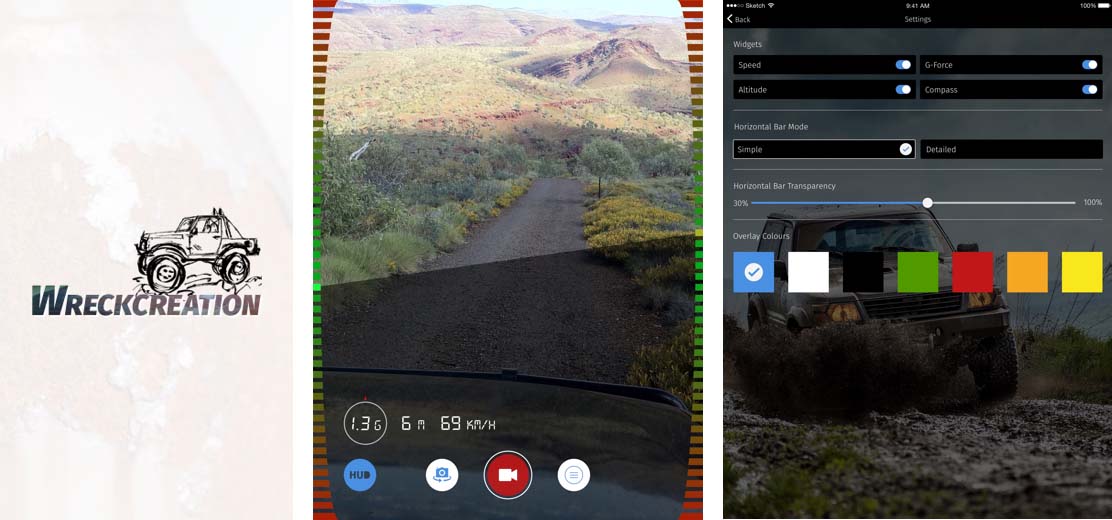 WRECKCREATION
1.3 G 6 M 69 KM/H
HUD
Sketch 9:41 AM 100%
Back Settings
Widgets
Speed G-Force
Altitude Compass
Horizontal Bar Mode
Simple Detailed
Horizontal Bar Transparency
30% 100%
Overlay Colours